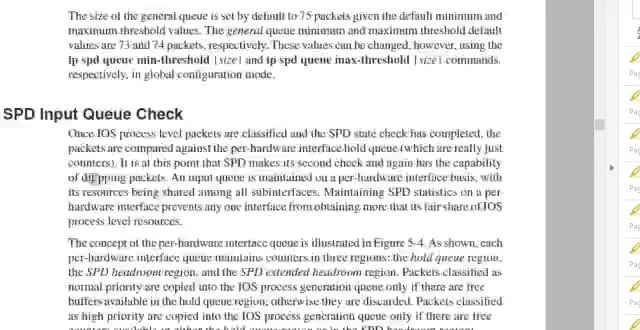 The size of the general queue is set by default to 75 packets given the default minimum and
maximum threshold values. The general queue minimum and maximum threshold default
values are 73 and 74 packets, respectively. These values can be changed, however, using the
ip spd queue min-threshold [size] and ip spd queue max-threshold [size] commands,
respectively, in global configuration mode.
SPD Input Queue Check
Once IOS process level packets are classified and the SPD state check has completed, the
packets are compared against the per-hardware interface hold queue (which are really just
counters). It is at this point that SPD makes its second check and again has the capability
of dropping packets. An input queue is maintained on a per-hardware interface basis, with
its resources being shared among all subinterfaces. Maintaining SPD statistics on a per-
hardware interface prevents any one interface from obtaining more that its fair share of IOS
process level resources.
The concept of the per-hardware interface queue is illustrated in Figure 5-4. As shown, each
per-hardware interface queue maintains counters in three regions: the hold queue region,
the SPD headroom region, and the SPD extended headroom region. Packets classified as
normal priority are copied into the IOS process generation queue only if there are free
buffers available in the hold queue region; otherwise they are discarded. Packets classified
as high priority are copied into the IOS process generation queue only if there are free
Pag
Pag
Pag
Pag
Pag
Pag
Pag
Pag